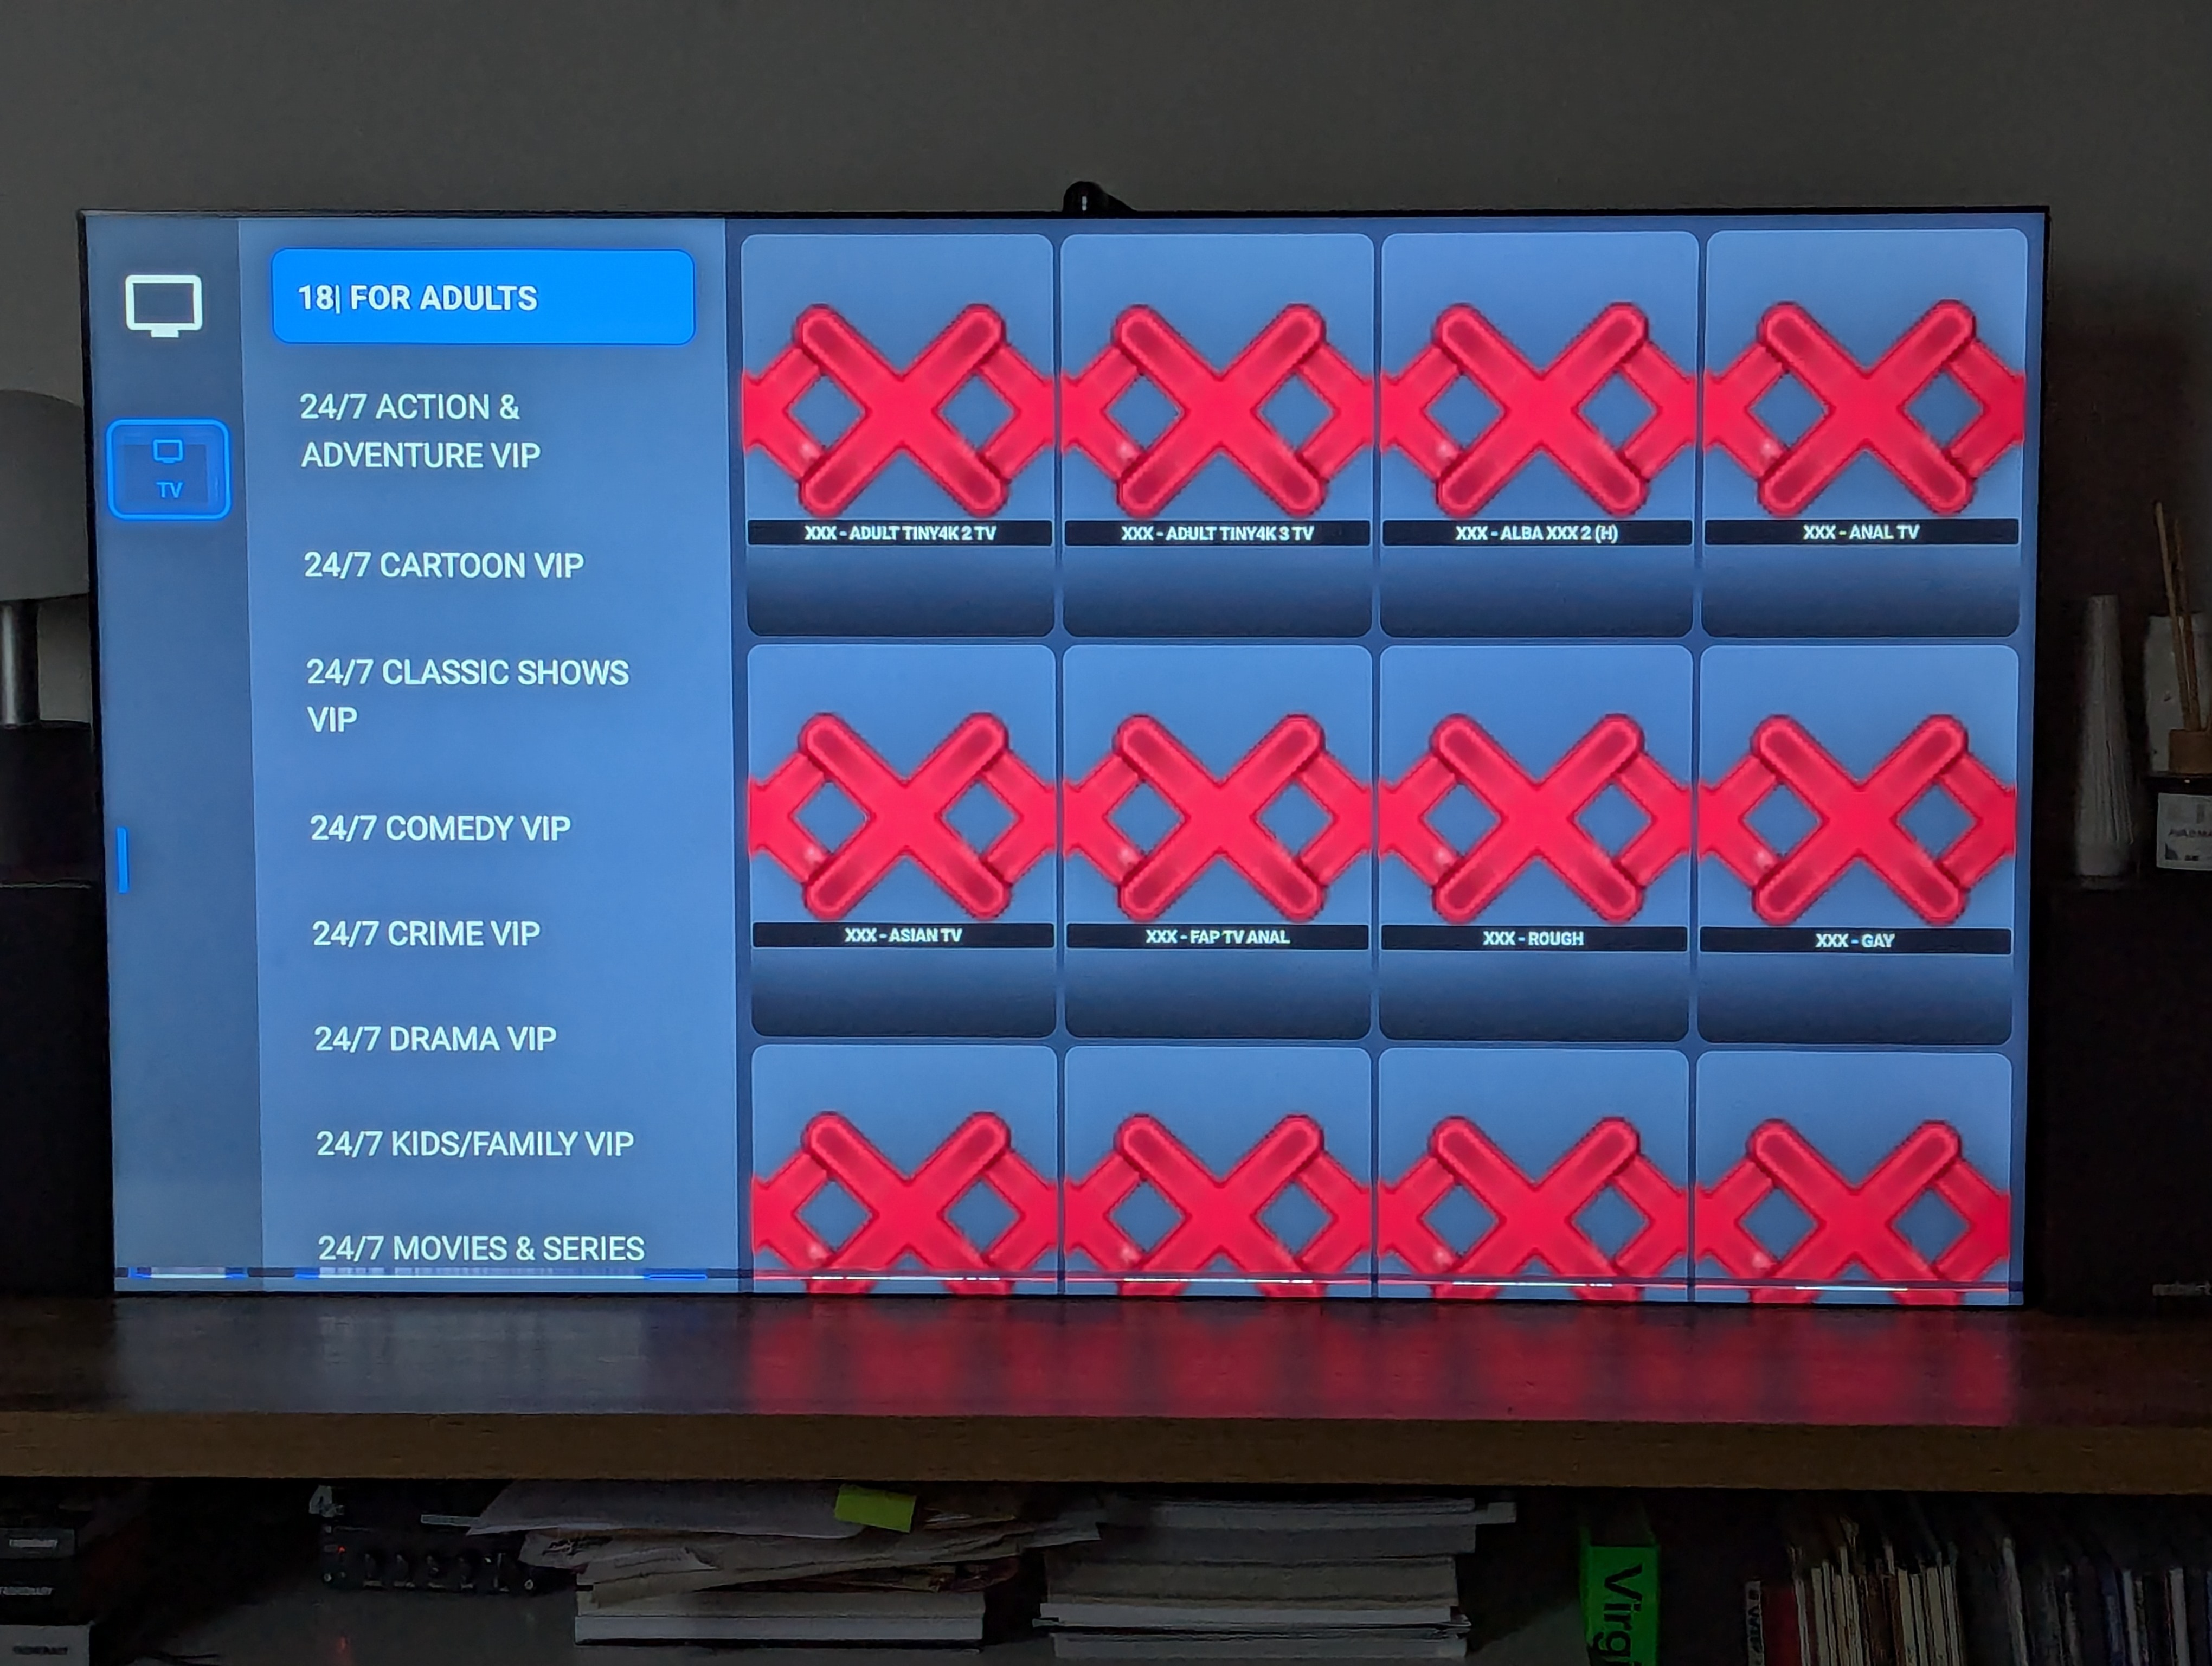 18| FOR ADULTS
24/7 ACTION &
ADVENTURE VIP
24/7 CARTOON VIP
24/7 CLASSIC SHOWS
VIP
24/7 COMEDY VIP
24/7 CRIME VIP
24/7 DRAMA VIP
24/7 KIDS/FAMILY VIP
24/7 MOVIES & SERIES
TV
XXX - ADULT TINY4K 2 TV
XXX - ADULT TINY4K 3 TV
XXX - ALBA XXX 2 (H)
XXX - ANAL TV
XXX - ASIAN TV
XXX - FAP TV ANAL
XXX - ROUGH
XXX - GAY
Virgi